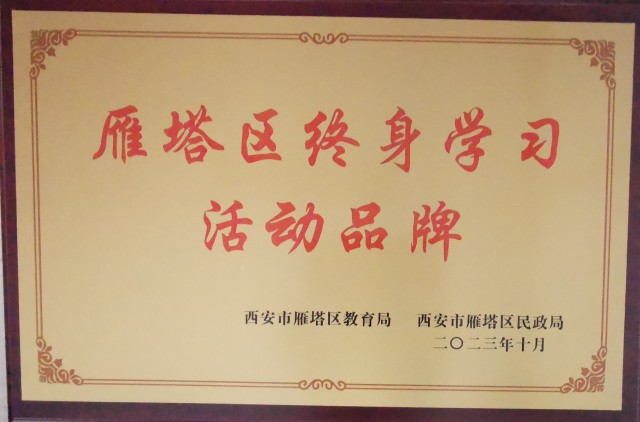 雁塔区终身学习
活动品牌
西安市雁塔区教育局 西安市雁塔区民政局
二〇二三年十月